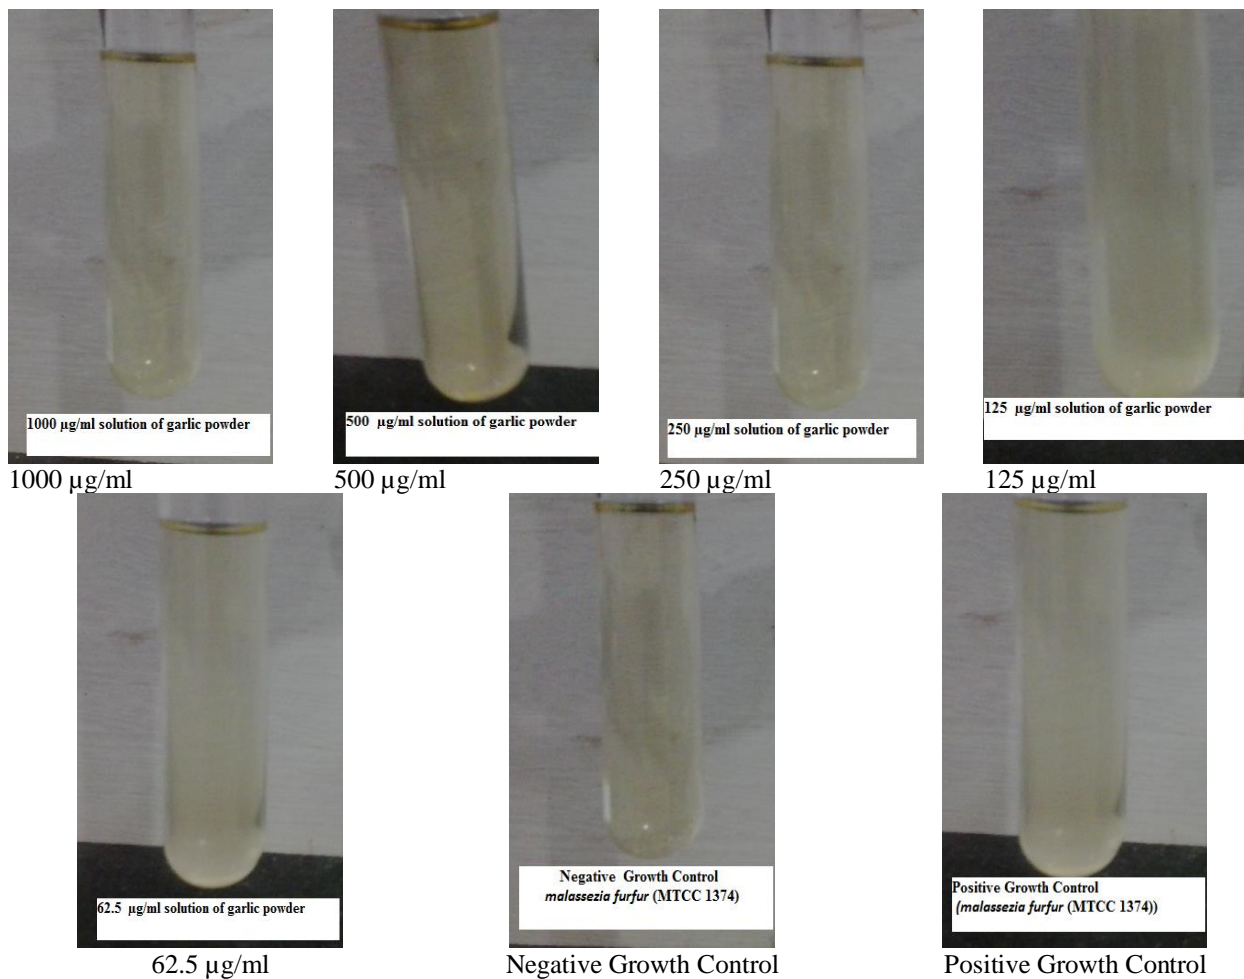 1000 µg/ml solution of garlic powder
500  µg/ml solution of garlic powder
250 µg/ml solution of garlic powder
125  µg/ml solution of garlic powder
1000 µg/ml
500 µg/ml
250 µg/ml
125 µg/ml
62.5  µg/ml solution of garlic powder
Negative  Growth Control
malassezia furfur (MTCC 1374)
Positive Growth Control
(malassezia furfur (MTCC 1374))
62.5 µg/ml
Negative Growth Control
Positive Growth Control